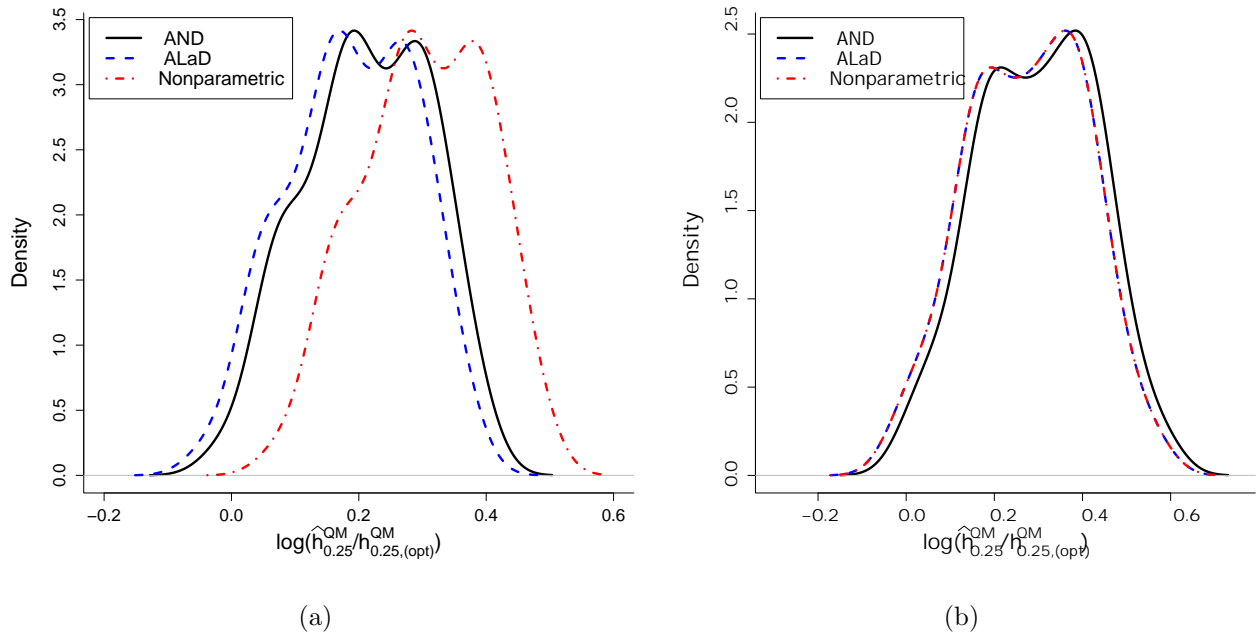 AND
ALaD
Nonparametric
Density
0.0 0.5 1.0 1.5 2.0 2.5 3.0 3.5
−0.2 0.0 0.2 0.4 0.6
log(ĥ^QM_0.25/h^QM_0.25,(opt))
(a)
AND
ALaD
Nonparametric
Density
0.0 0.5 1.0 1.5 2.0 2.5
−0.2 0.0 0.2 0.4 0.6
log(ĥ^QM_0.25/h^QM_0.25,(opt))
(b)